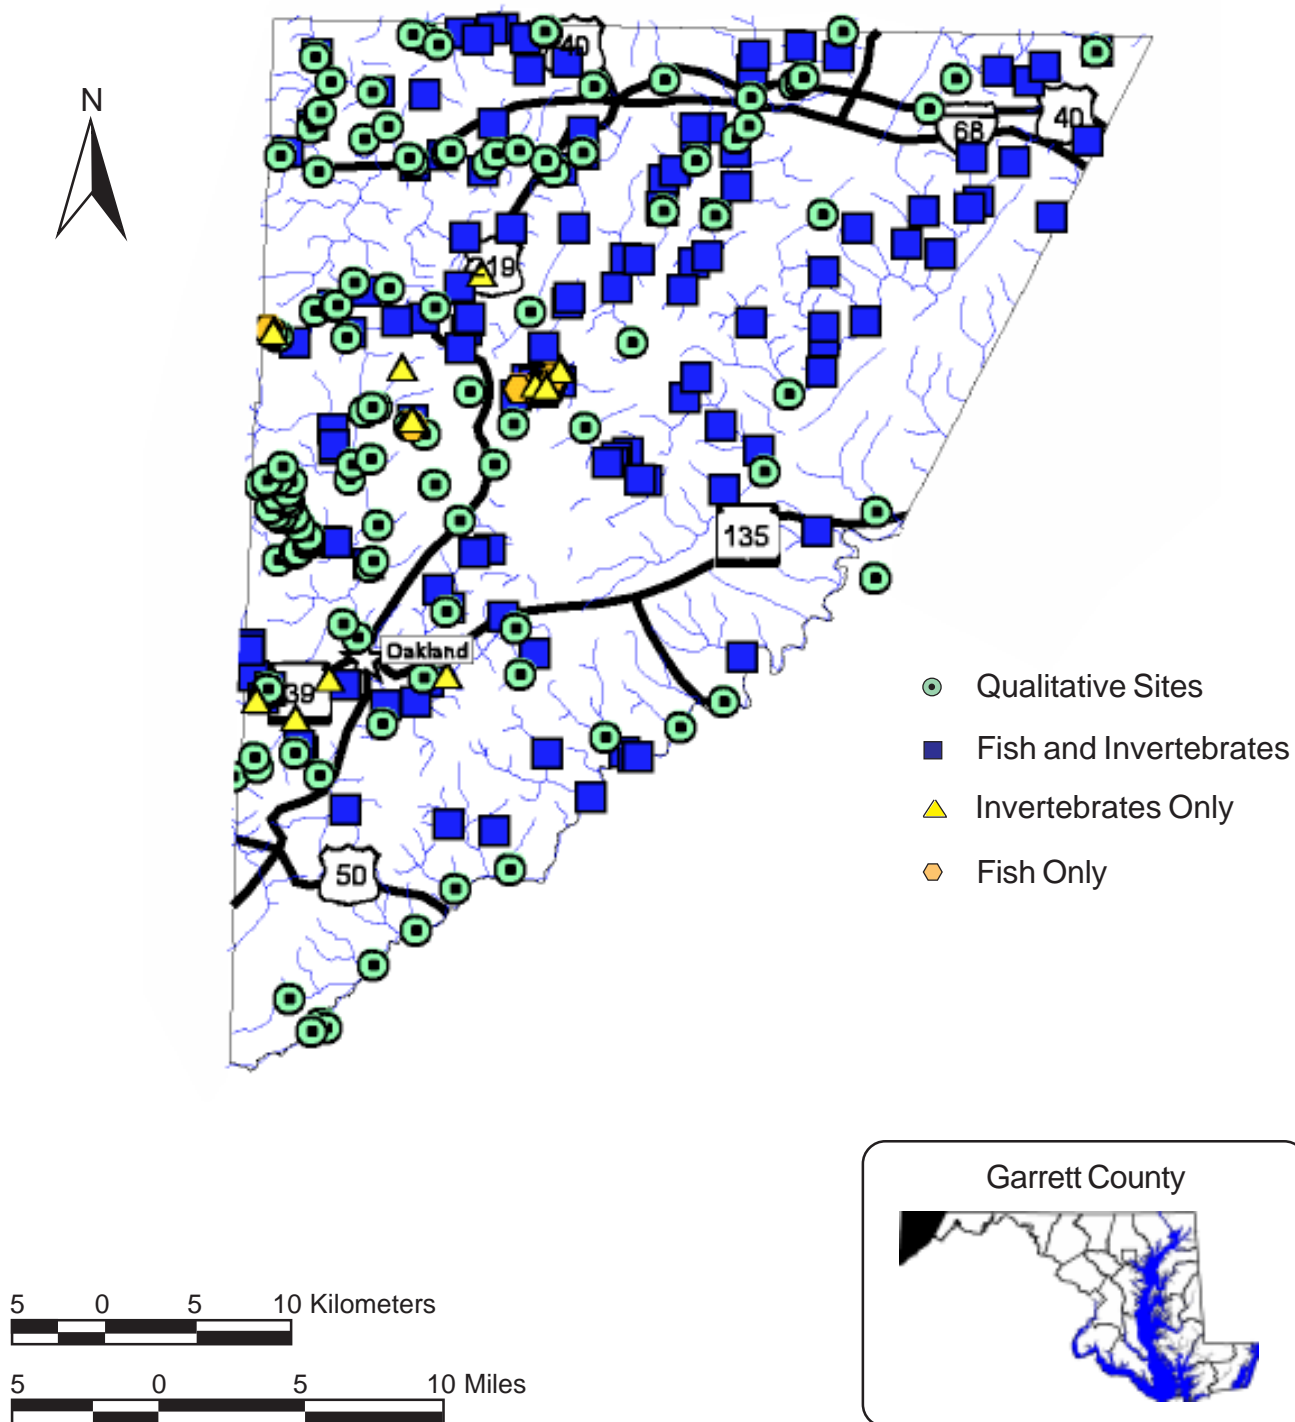 N
40
40
68
219
135
Oakland
39
50
Qualitative Sites
Fish and Invertebrates
Invertebrates Only
Fish Only
Garrett County
5 0 5 10 Kilometers
5 0 5 10 Miles